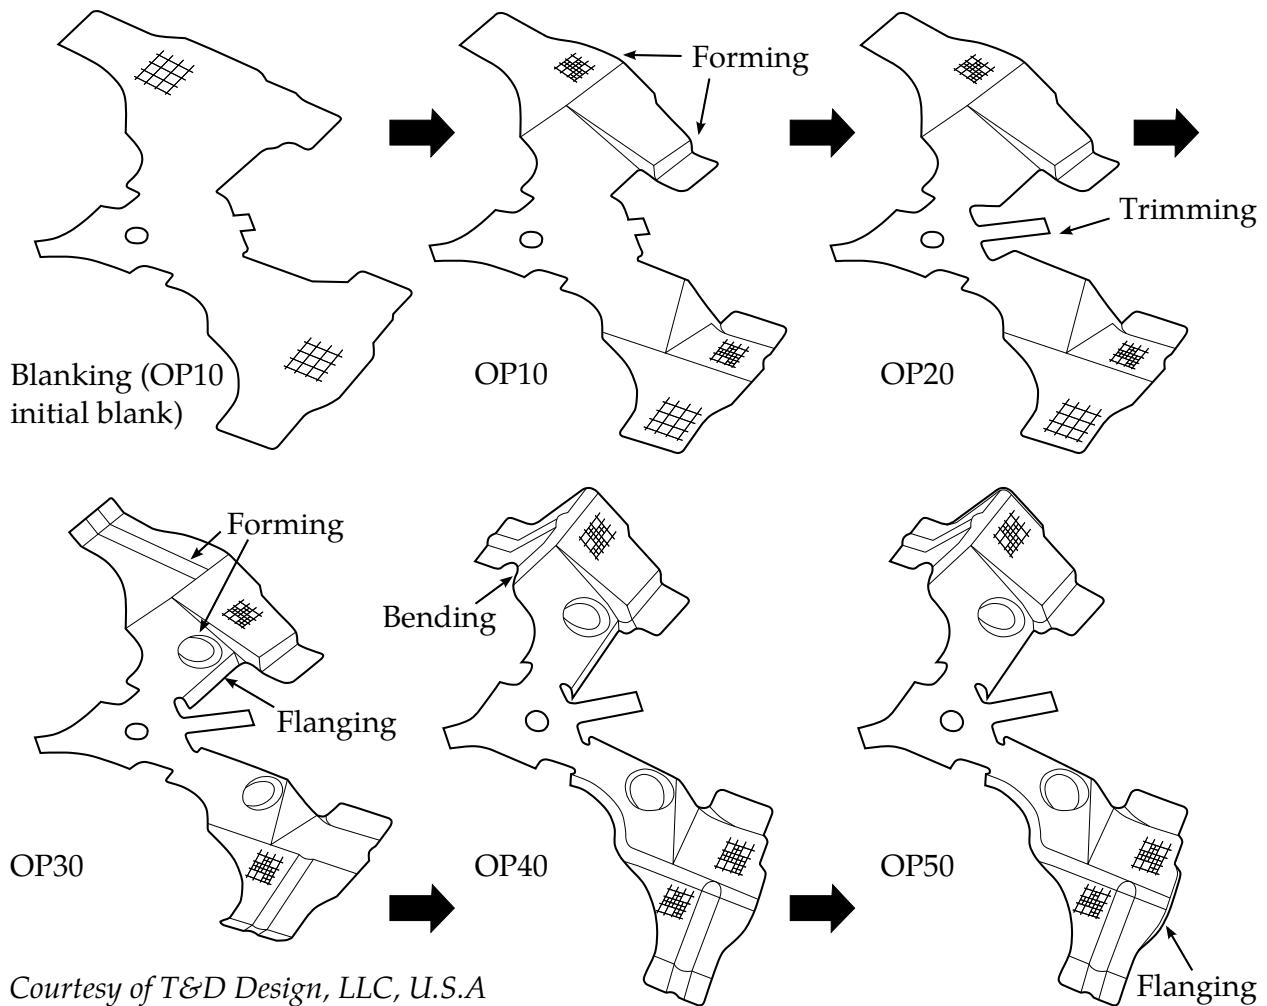 Forming
Trimming
Blanking (OP10
initial blank)
OP10
OP20
Forming
Bending
Flanging
OP30
OP40
OP50
Flanging
Courtesy of T&D Design, LLC, U.S.A